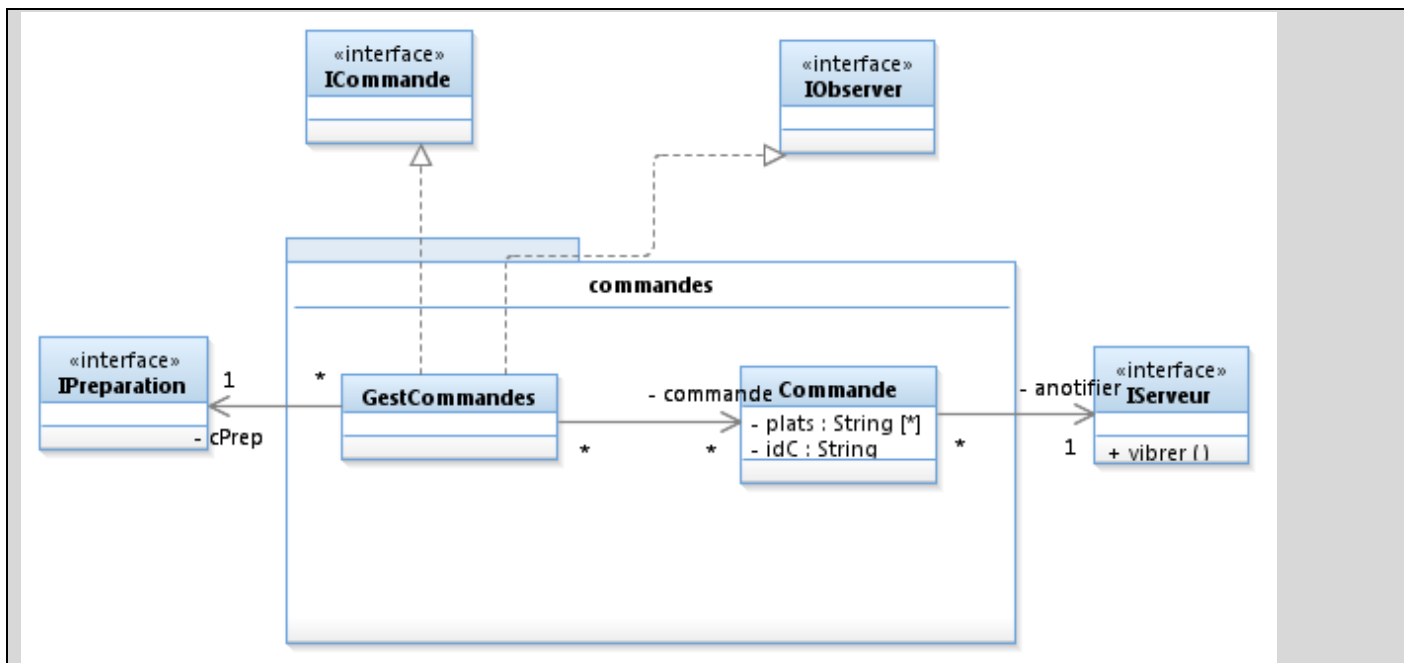 «interface»
ICommande
«interface»
IObserver
commandes
«interface»
IPreparation
1
*
- cPrep
GestCommandes
- commande
*
*
Commande
- plats : String [*]
- idC : String
*
- anotifier
1
«interface»
IServeur
+ vibrer ()